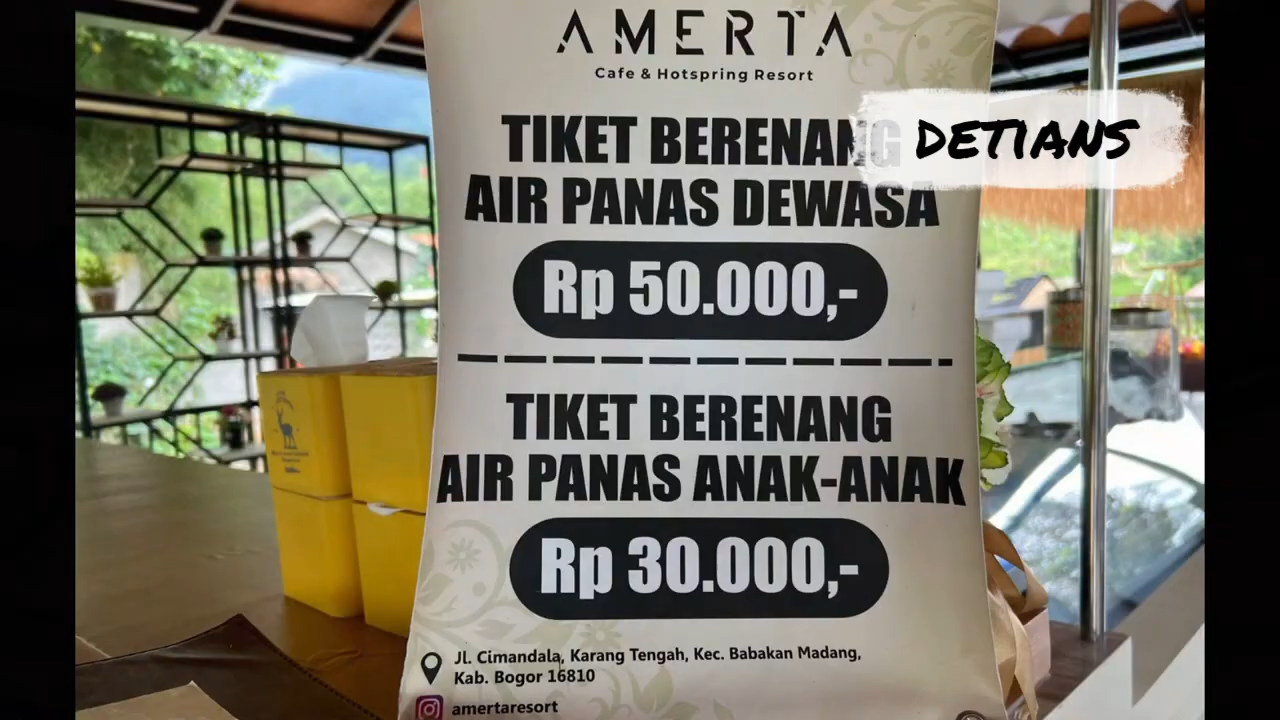 AMERTA
Cafe & Hotspring Resort
DETIANS
TIKET BERENANG
AIR PANAS DEWASA
Rp 50.000,-
TIKET BERENANG
AIR PANAS ANAK-ANAK
Rp 30.000,-
Jl. Cimandala, Karang Tengah, Kec. Babakan Madang,
Kab. Bogor 16810
amertaresort